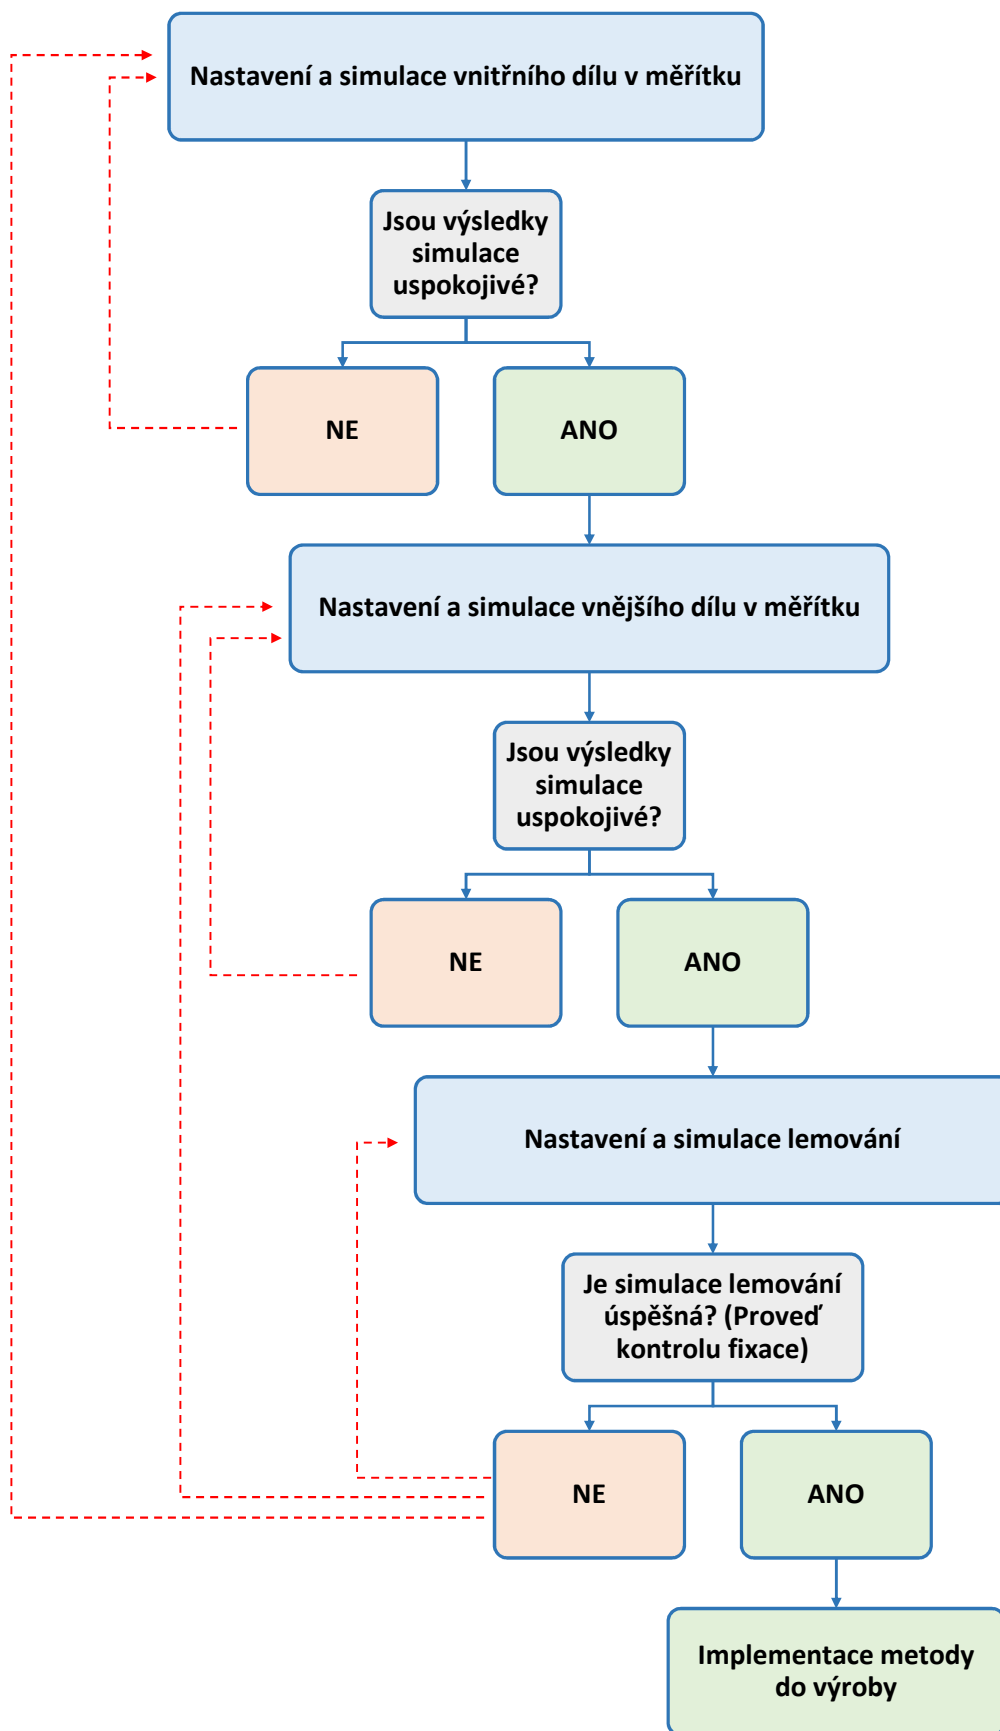 Nastavení a simulace vnitřního dílu v měřítku
Jsou výsledky
simulace
uspokojivé?
NE
ANO
Nastavení a simulace vnějšího dílu v měřítku
Jsou výsledky
simulace
uspokojivé?
NE
ANO
Nastavení a simulace lemování
Je simulace lemování
úspěšná? (Proveď
kontrolu fixace)
NE
ANO
Implementace metody
do výroby